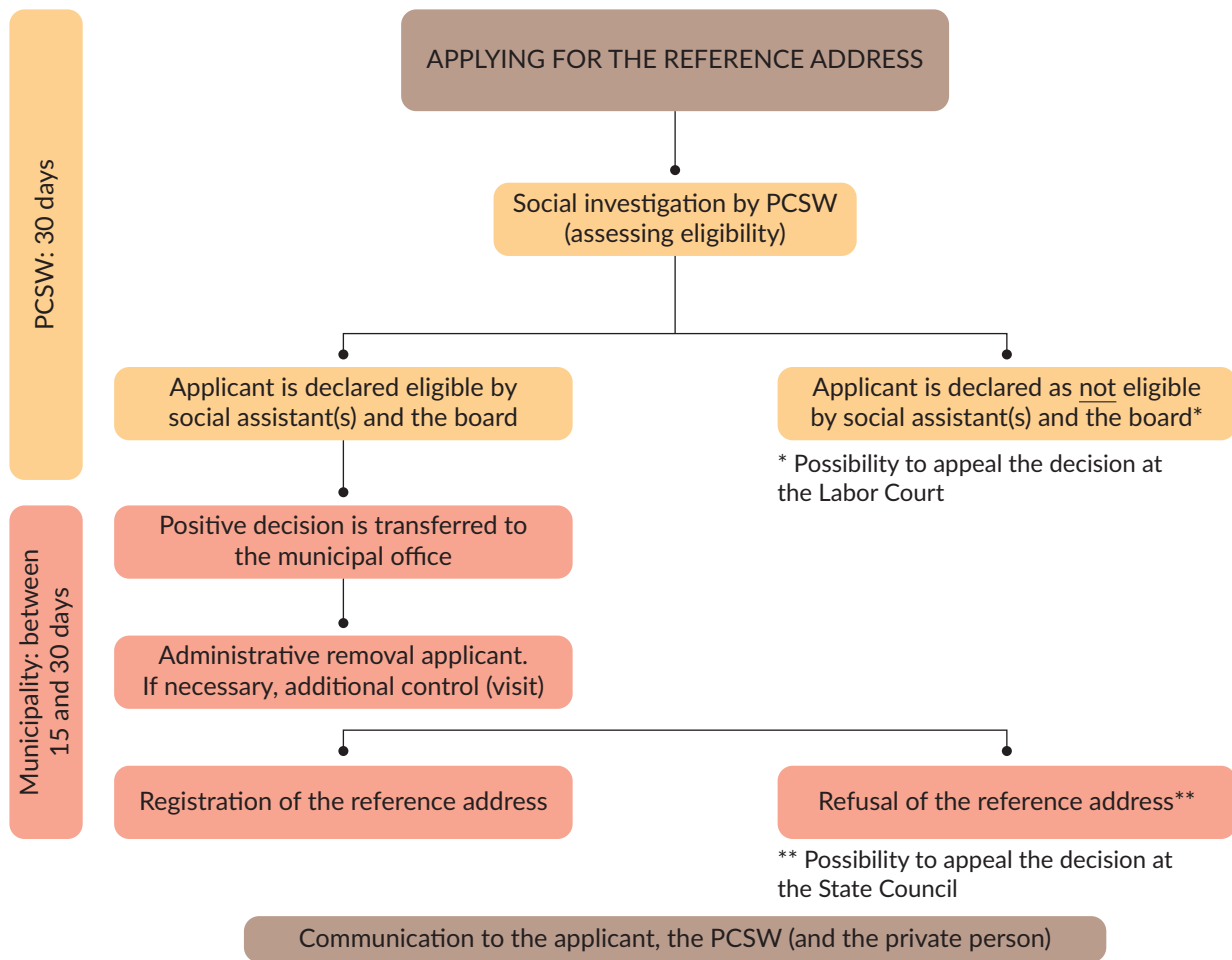 APPLYING FOR THE REFERENCE ADDRESS
PCSW: 30 days
Social investigation by PCSW
(assessing eligibility)
Applicant is declared eligible by
social assistant(s) and the board
Applicant is declared as not eligible
by social assistant(s) and the board*
* Possibility to appeal the decision at
the Labor Court
Municipality: between
15 and 30 days
Positive decision is transferred to
the municipal office
Administrative removal applicant.
If necessary, additional control (visit)
Registration of the reference address
Refusal of the reference address**
** Possibility to appeal the decision at
the State Council
Communication to the applicant, the PCSW (and the private person)